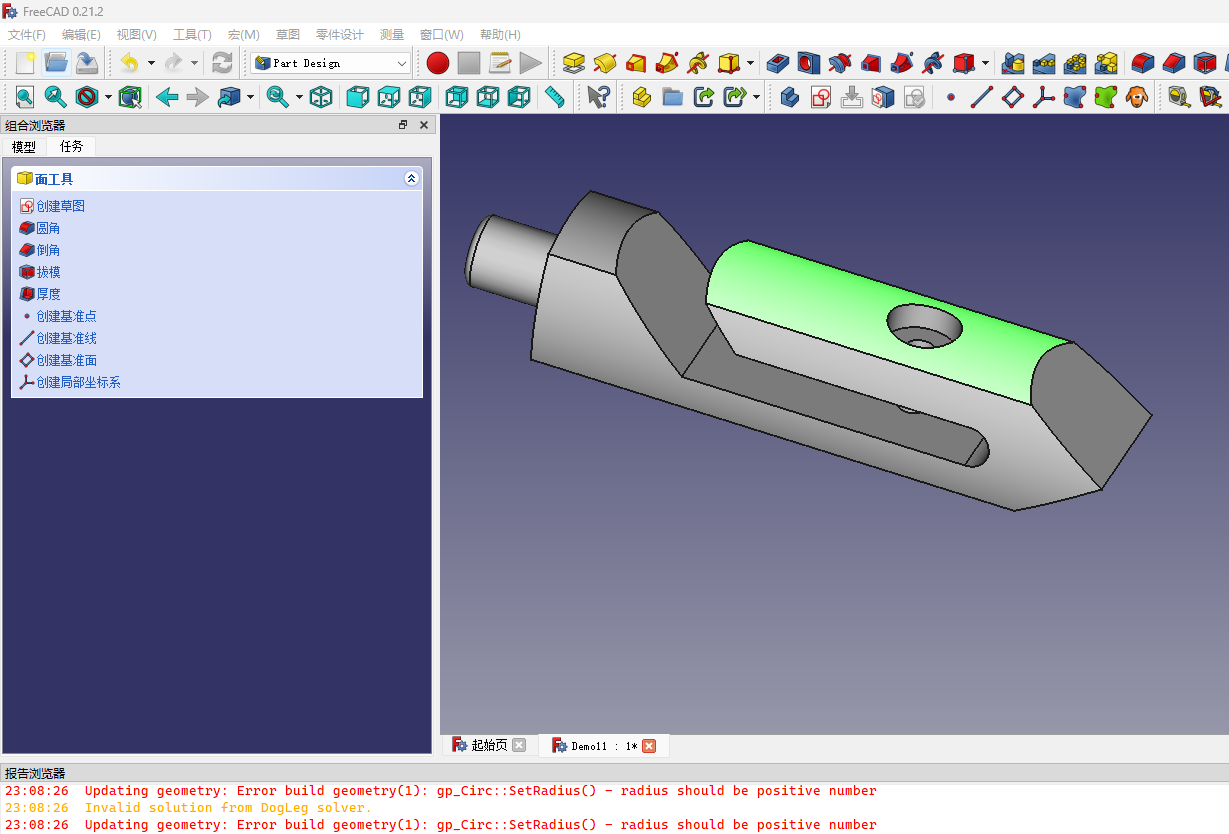 FreeCAD 0.21.2
文件(F) 编辑(E) 视图(V) 工具(T) 宏(M) 草图 零件设计 测量 窗口(W) 帮助(H)
Part Design
组合浏览器
模型 任务
面工具
创建草图
圆角
倒角
拔模
厚度
创建基准点
创建基准线
创建基准面
创建局部坐标系
起始页 Demo11 : 1*
报告浏览器
23:08:26 Updating geometry: Error build geometry(1): gp_Circ::SetRadius() - radius should be positive number
23:08:26 Invalid solution from DogLeg solver.
23:08:26 Updating geometry: Error build geometry(1): gp_Circ::SetRadius() - radius should be positive number